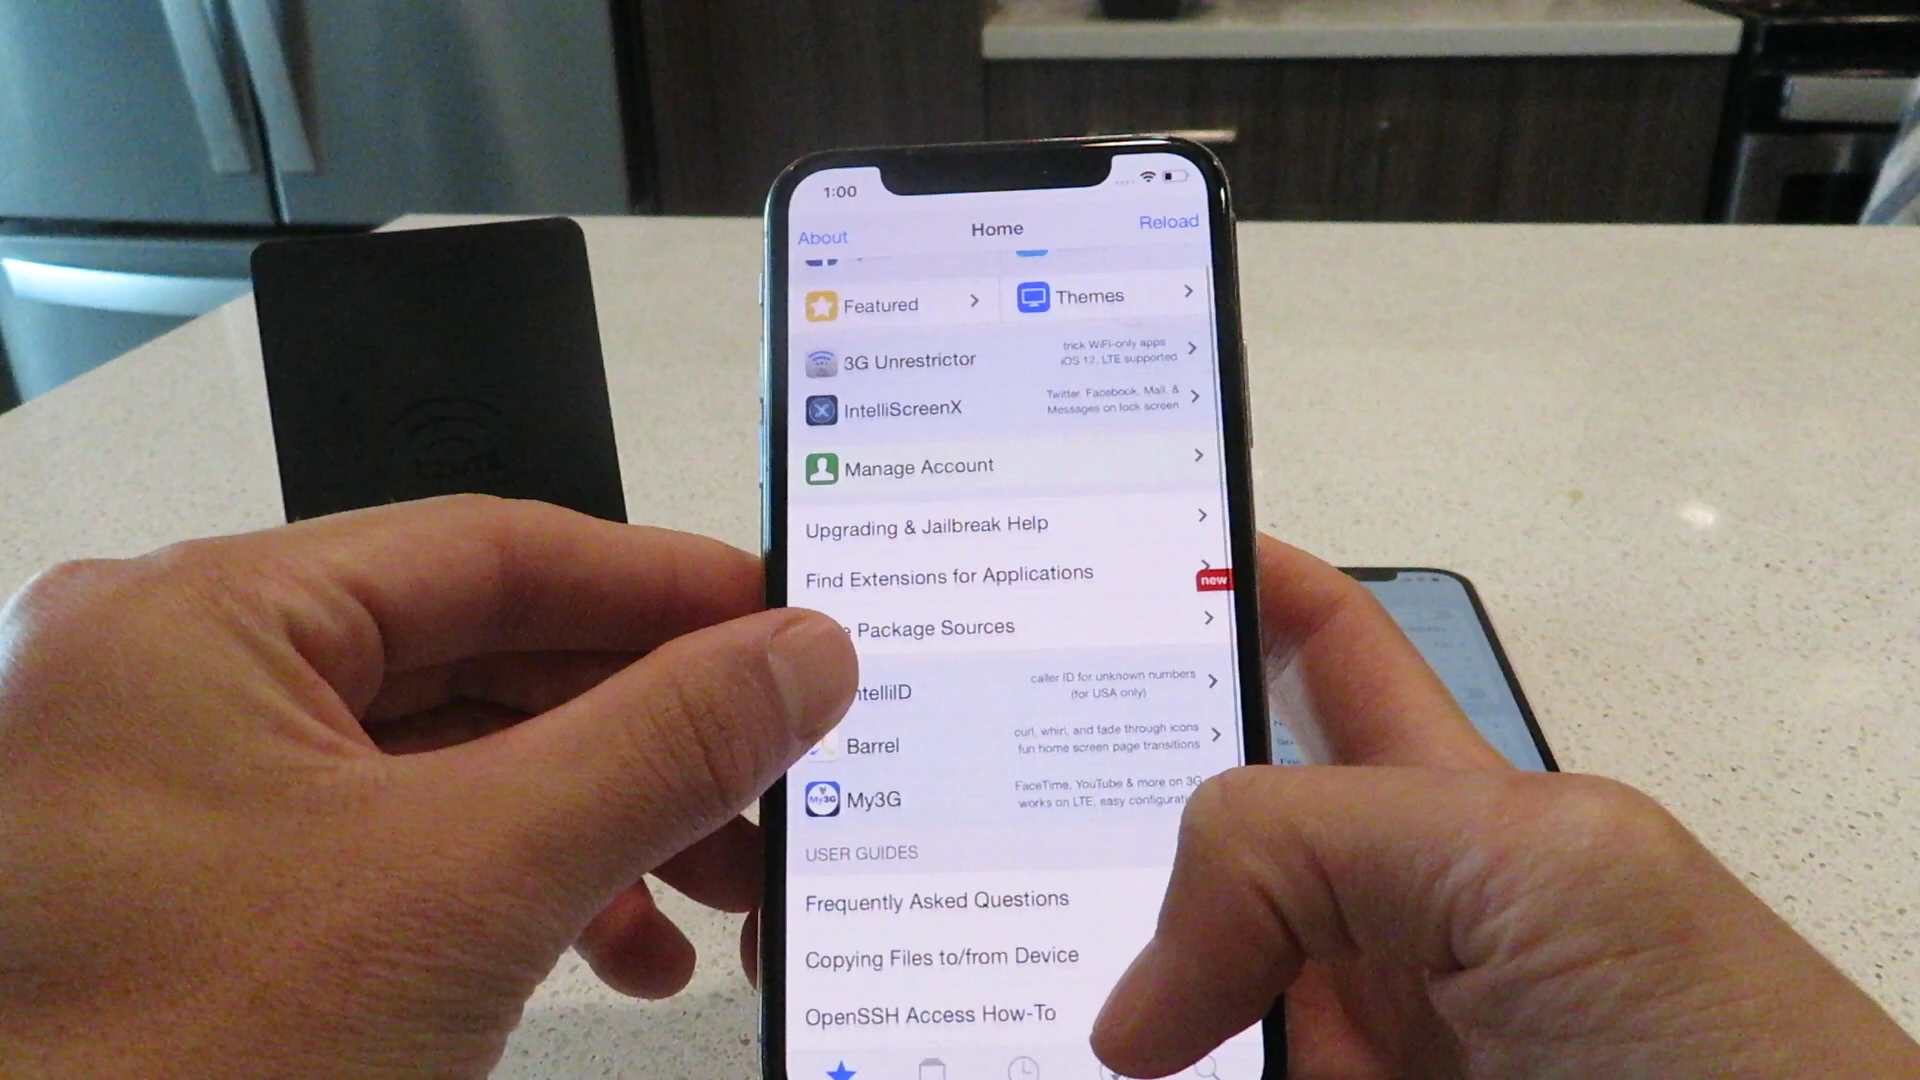 1:00
About
Home
Reload
Featured
Themes
3G Unrestrictor
trick WiFi-only apps
iOS 12, LTE supported
IntelliScreenX
Twitter, Facebook, Mail, &
Messages on lock screen
Manage Account
Upgrading & Jailbreak Help
Find Extensions for Applications
new
Package Sources
ntelliID
caller ID for unknown numbers
(for USA only)
Barrel
curl, whirl, and fade through icons
fun home screen page transitions
My3G
My3G
FaceTime, YouTube & more on 3G
works on LTE, easy configurati
USER GUIDES
Frequently Asked Questions
Copying Files to/from Device
OpenSSH Access How-To